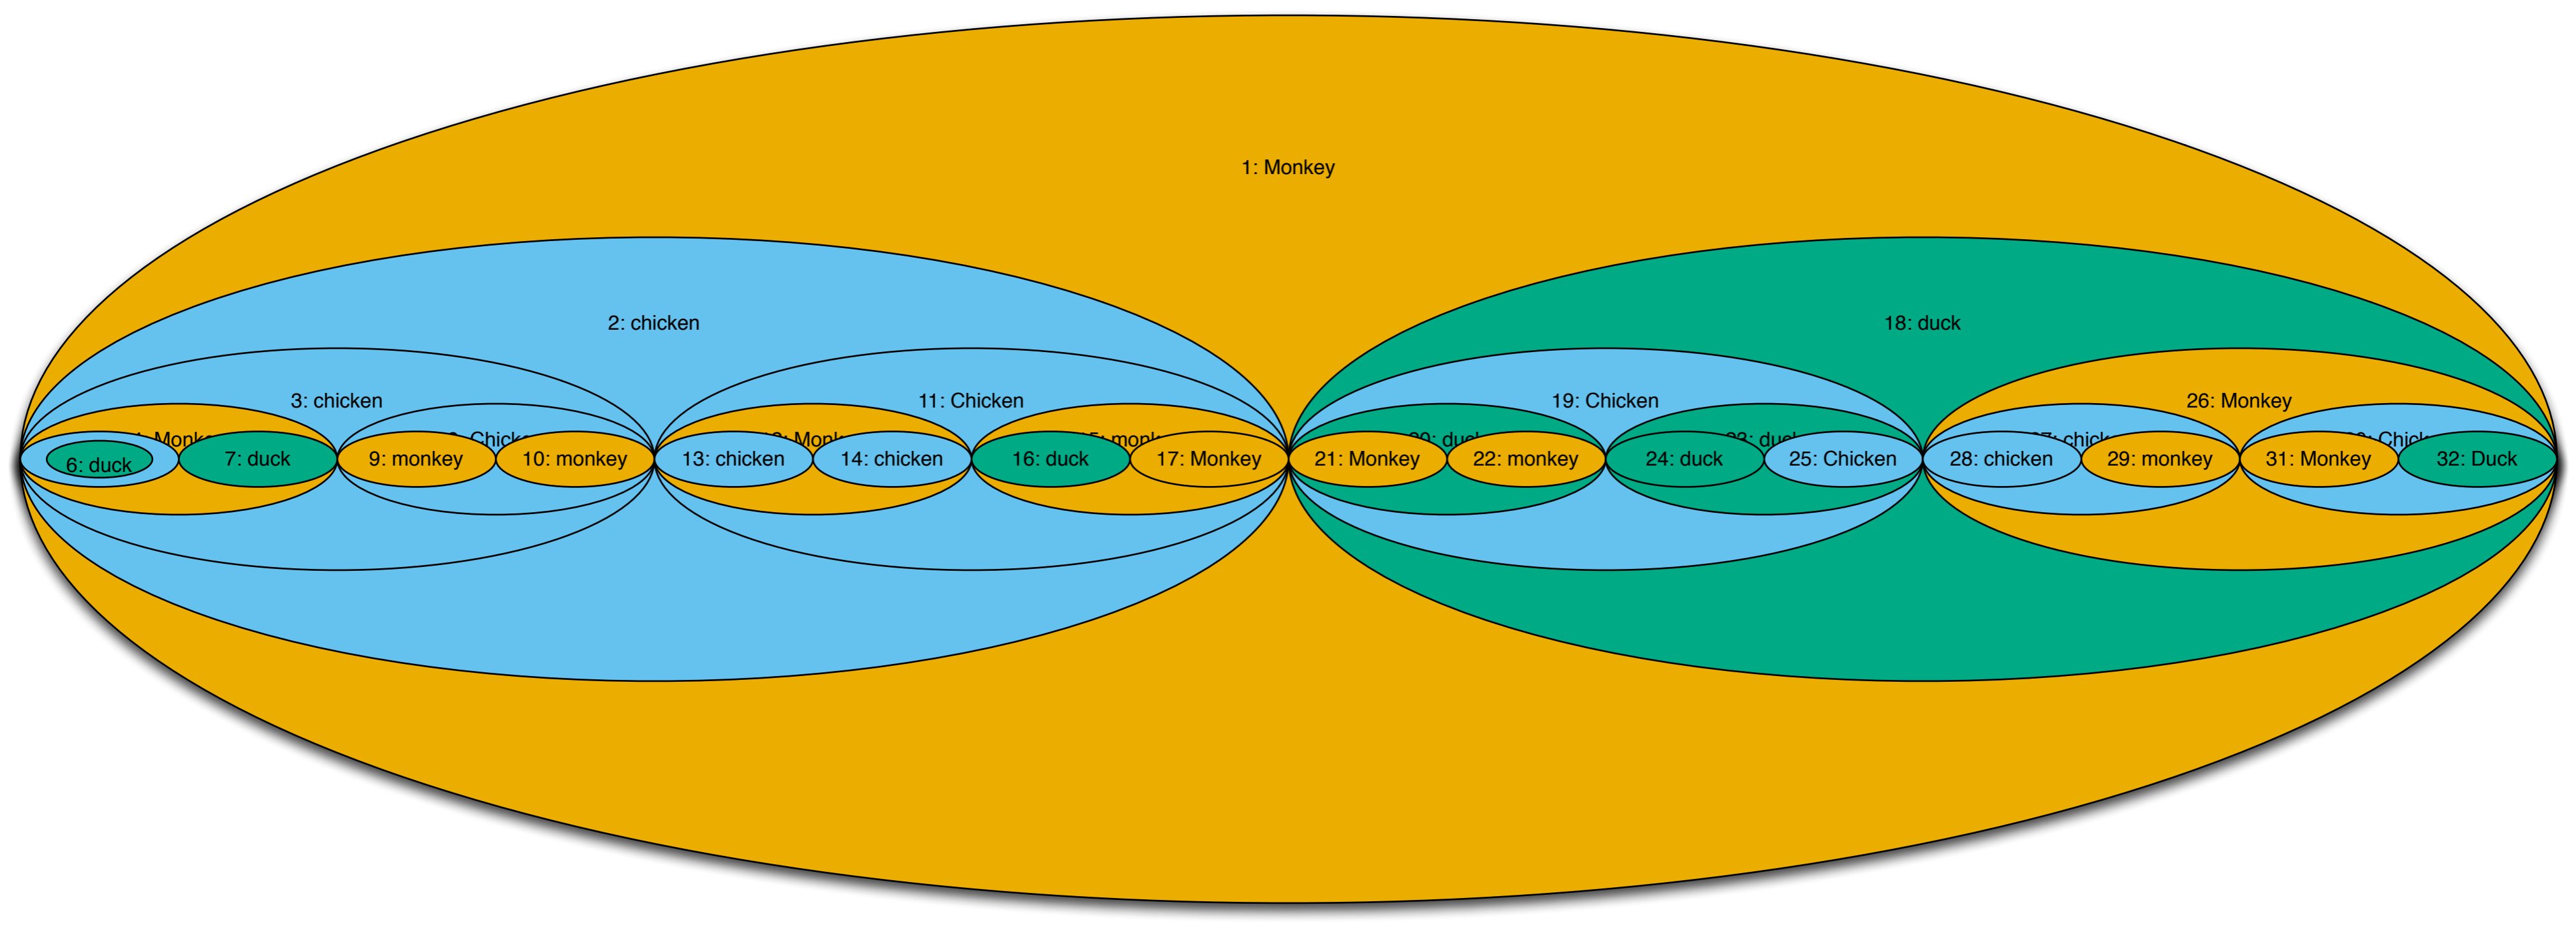 1: Monkey
2: chicken
18: duck
3: chicken
11: Chicken
19: Chicken
26: Monkey
6: duck
7: duck
9: monkey
10: monkey
13: chicken
14: chicken
16: duck
17: Monkey
21: Monkey
22: monkey
24: duck
25: Chicken
28: chicken
29: monkey
31: Monkey
32: Duck